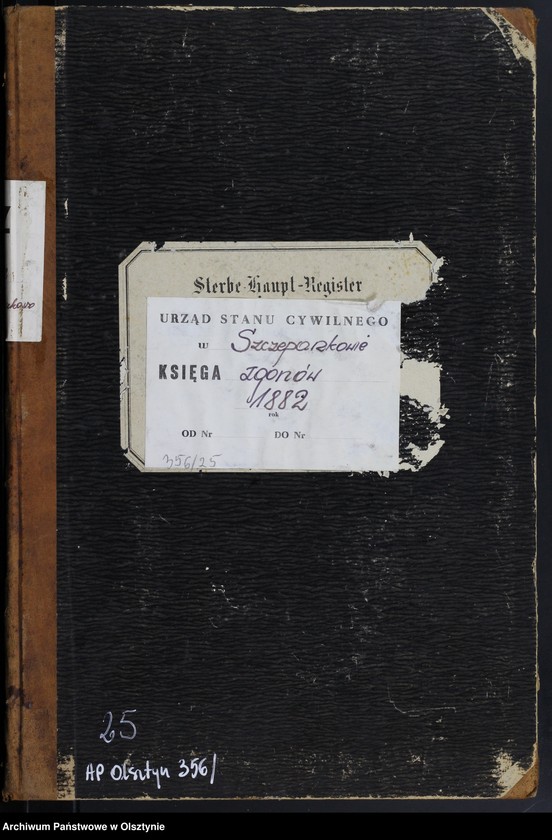 Sterbe-Haupt-Register
URZĄD STANU CYWILNEGO
w Szczepankowie
KSIĘGA zgonów
1882
rok
OD Nr DO Nr
356/25
25
AP Olsztyn 356/
Archiwum Państwowe w Olsztynie